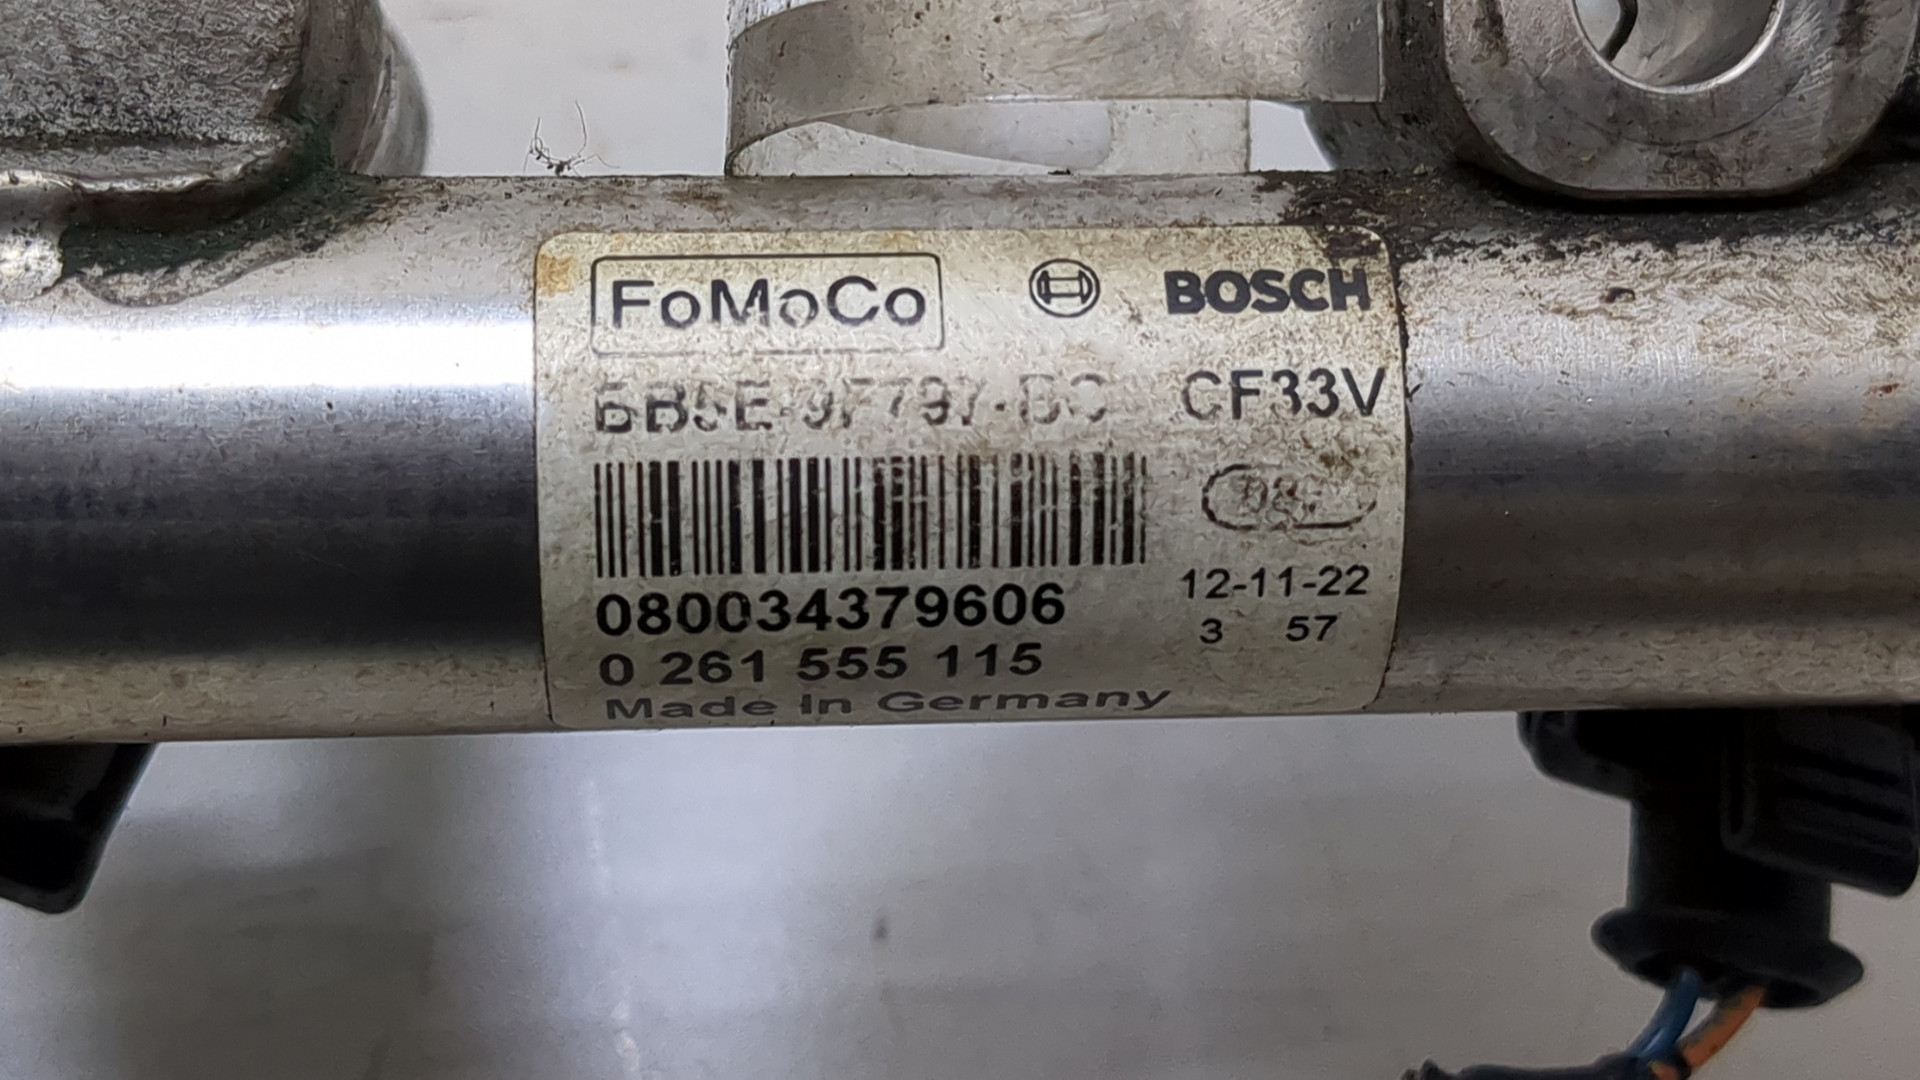 FoMoCo BOSCH
CF33V
080034379606
12-11-22
3 57
0 261 555 115
Made in Germany